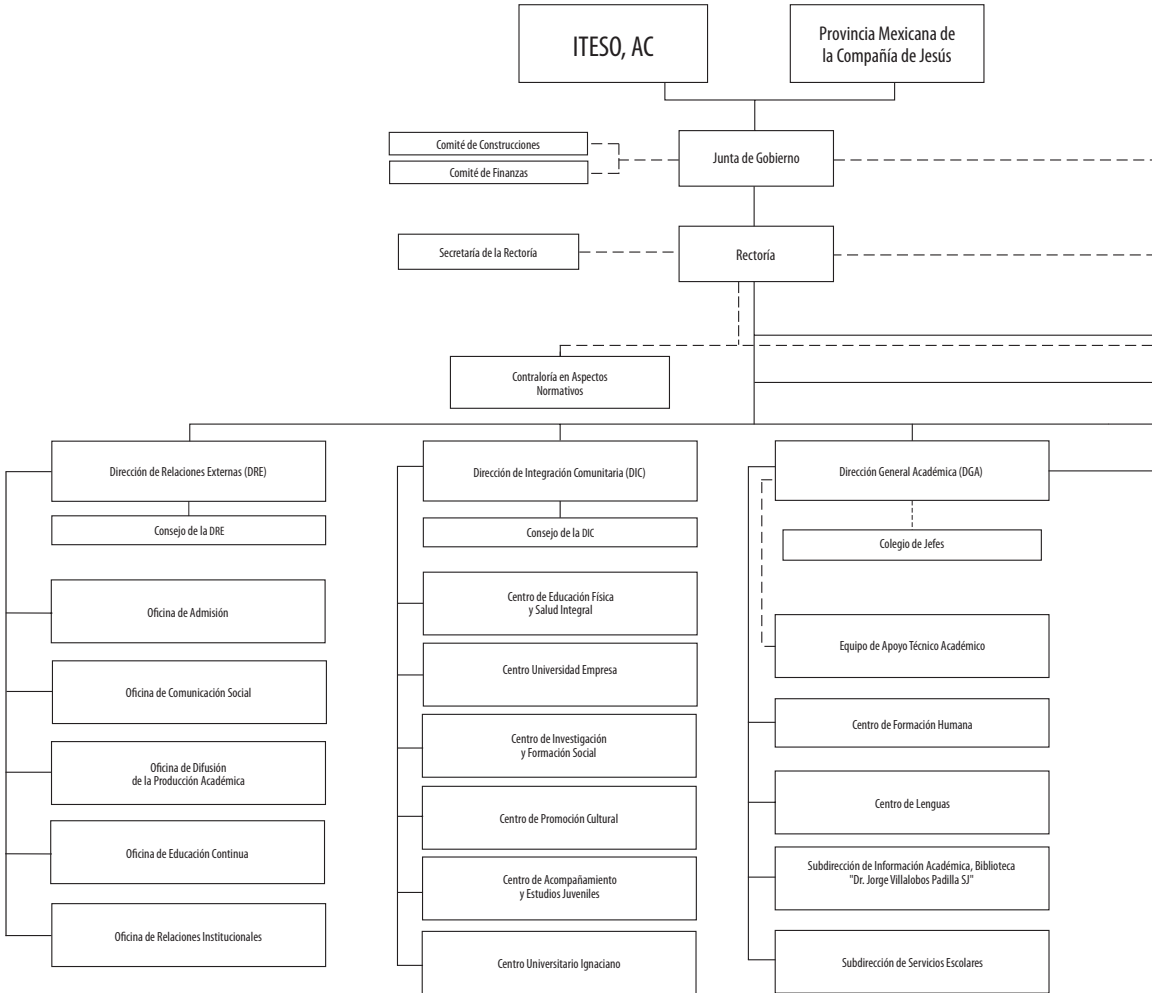 ITESO, AC
Provincia Mexicana de
la Compañía de Jesús
Comité de Construcciones
Comité de Finanzas
Junta de Gobierno
Secretaría de la Rectoría
Rectoría
Contraloría en Aspectos
Normativos
Dirección de Relaciones Externas (DRE)
Consejo de la DRE
Oficina de Admisión
Oficina de Comunicación Social
Oficina de Difusión
de la Producción Académica
Oficina de Educación Continua
Oficina de Relaciones Institucionales
Dirección de Integración Comunitaria (DIC)
Consejo de la DIC
Centro de Educación Física
y Salud Integral
Centro Universidad Empresa
Centro de Investigación
y Formación Social
Centro de Promoción Cultural
Centro de Acompañamiento
y Estudios Juveniles
Centro Universitario Ignaciano
Dirección General Académica (DGA)
Colegio de Jefes
Equipo de Apoyo Técnico Académico
Centro de Formación Humana
Centro de Lenguas
Subdirección de Información Académica, Biblioteca
"Dr. Jorge Villalobos Padilla SJ"
Subdirección de Servicios Escolares